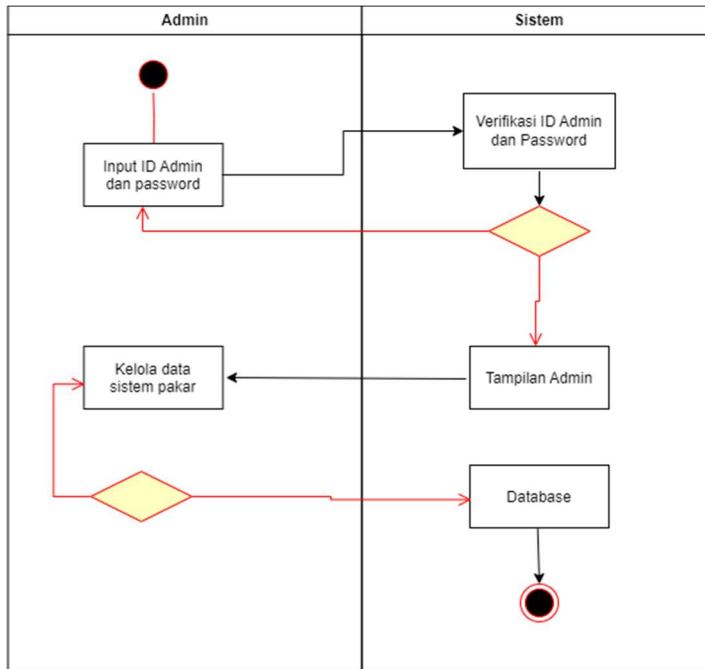 Admin
Sistem
Input ID Admin
dan password
Verifikasi ID Admin
dan Password
Kelola data
sistem pakar
Tampilan Admin
Database